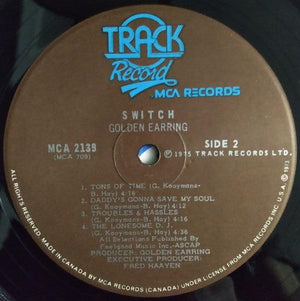 TRACK
Record
MCA RECORDS
SWITCH
GOLDEN EARRING
MCA 2139
(MCA 709)
SIDE 2
℗ 1975 TRACK RECORDS LTD.
1. TONS OF TIME (G. Kooymans-
B. Hay) 4:16
2. DADDY'S GONNA SAVE MY SOUL
(G. Kooymans-B. Hay) 4:12
3. TROUBLES & HASSLES
(G. Kooymans-B. Hay)
4. THE LONESOME D. J.
(G. Kooymans-B. Hay) 4:36
All Selections Published By
Music Inc.-ASCAP
PRODUCER: GOLDEN EARRING
EXECUTIVE PRODUCER:
FRED HAAYEN
ALL RIGHTS RESERVED. MADE IN CANADA BY MCA RECORDS (CANADA) UNDER LICENSE FROM MCA RECORDS INC.